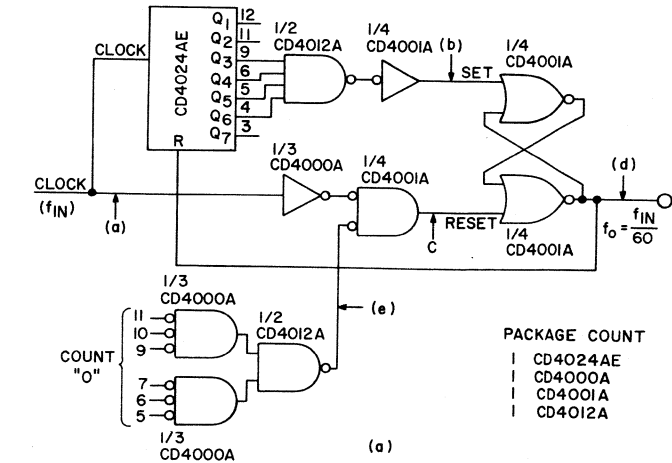 CD4024AE
Q1 12
Q2 11
Q3 9
Q4 6
Q5 5
Q6 4
Q7 3
R
CLOCK
1/2
CD4012A
1/4
CD4001A
(b)
SET
1/4
CD4001A
CLOCK
(fIN)
(a)
1/3
CD4000A
1/4
CD4001A
C
RESET
1/4
CD4001A
(d)
fo = fIN/60
(e)
1/3
CD4000A
1/2
CD4012A
COUNT
"O"
11
10
9
7
6
5
1/3
CD4000A
(a)
PACKAGE COUNT
1 CD4024AE
1 CD4000A
1 CD4001A
1 CD4012A